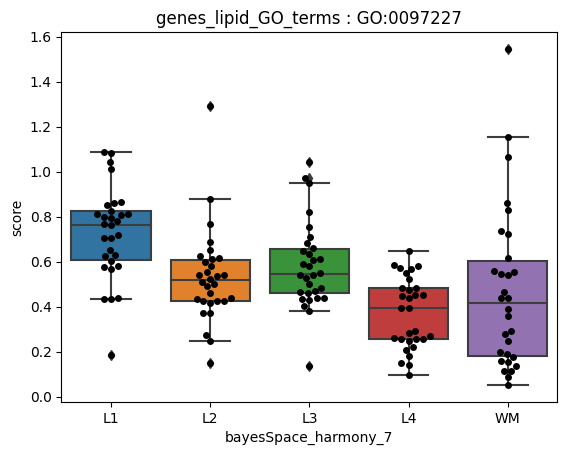 genes_lipid_GO_terms : GO:0097227
1.6
1.4
1.2
1.0
0.8
0.6
0.4
0.2
0.0
score
L1 L2 L3 L4 WM
bayesSpace_harmony_7